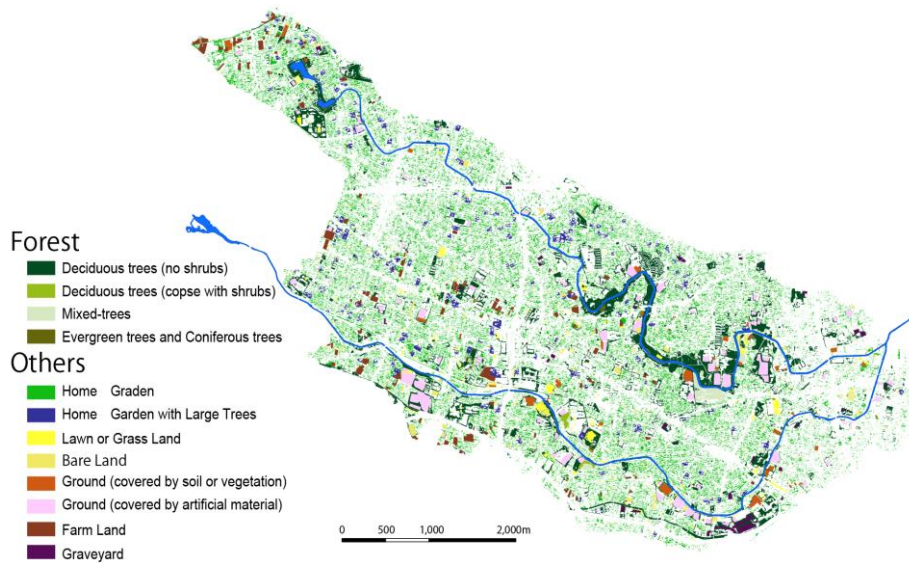 Forest
Deciduous trees (no shrubs)
Deciduous trees (copse with shrubs)
Mixed-trees
Evergreen trees and Coniferous trees
Others
Home Graden
Home Garden with Large Trees
Lawn or Grass Land
Bare Land
Ground (covered by soil or vegetation)
Ground (covered by artificial material)
Farm Land
Graveyard
0 500 1,000 2,000m